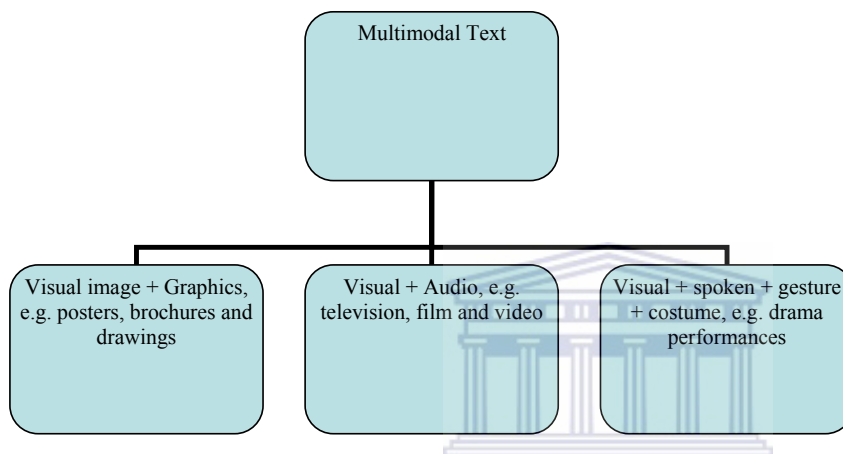 Multimodal Text
Visual image + Graphics,
e.g. posters, brochures and
drawings
Visual + Audio, e.g.
television, film and video
Visual + spoken + gesture
+ costume, e.g. drama
performances